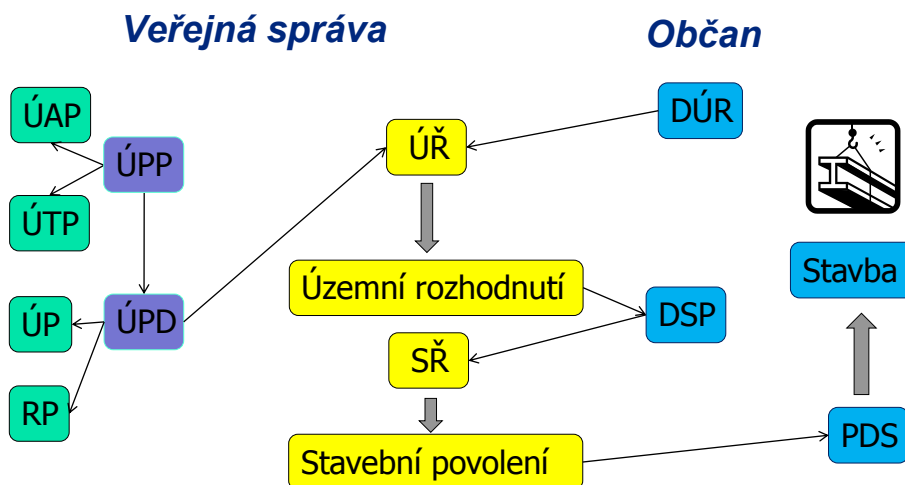 Veřejná správa
Občan
ÚAP
ÚPP
ÚTP
ÚP
ÚPD
RP
ÚŘ
DÚR
Územní rozhodnutí
DSP
SŘ
Stavební povolení
Stavba
PDS